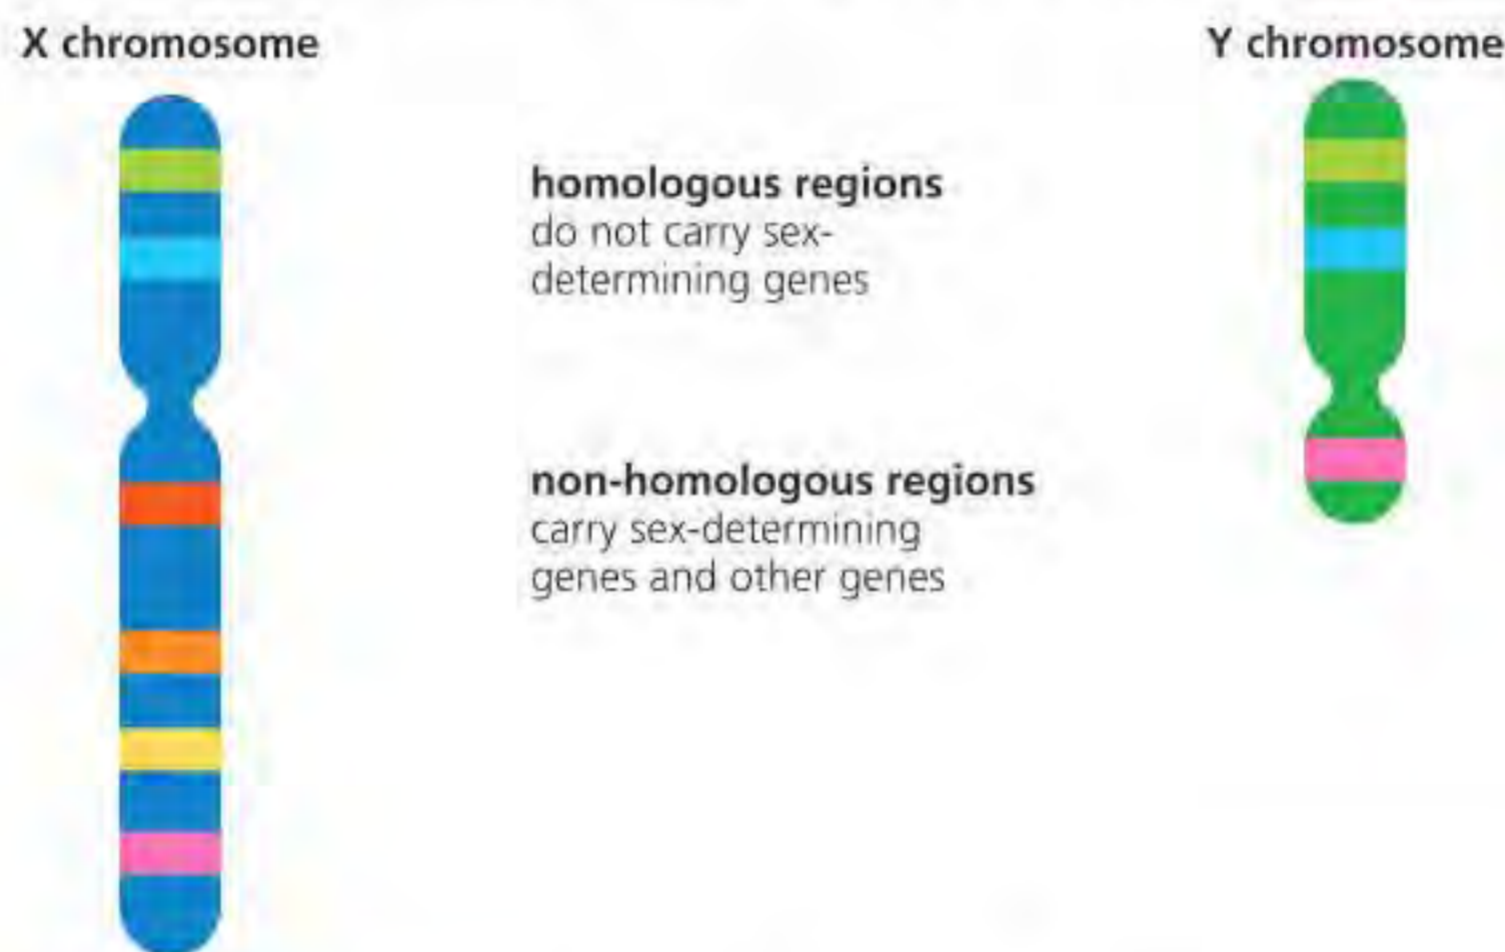 X chromosome
Y chromosome
homologous regions
do not carry sex-
determining genes
non-homologous regions
carry sex-determining
genes and other genes